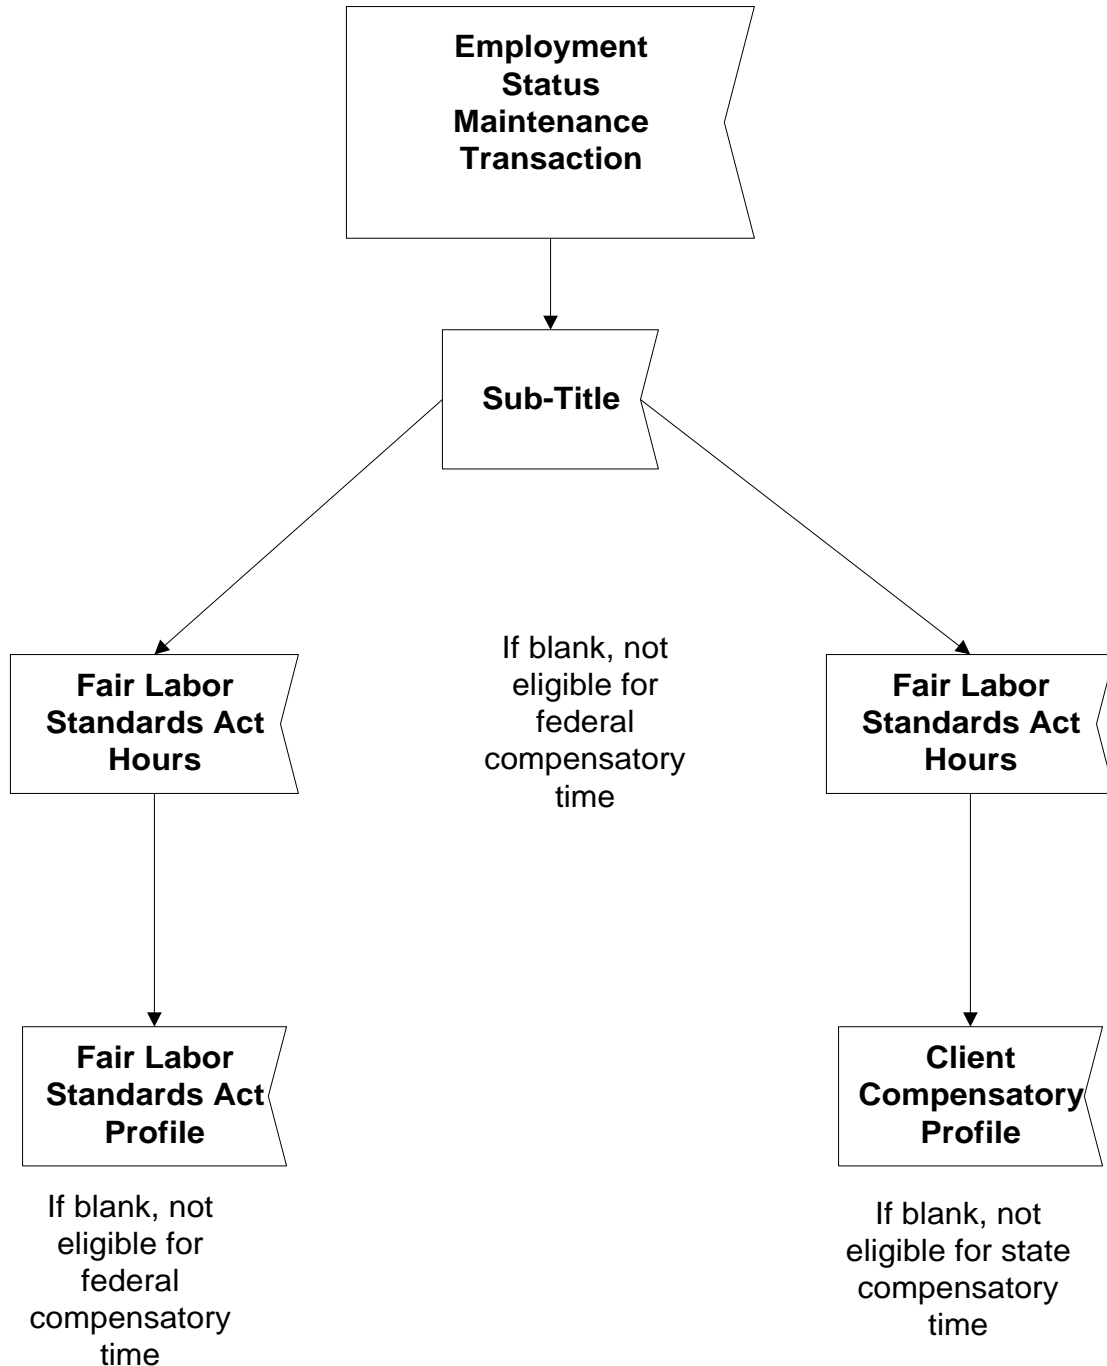 Employment
Status
Maintenance
Transaction
Sub-Title
Fair Labor
Standards Act
Hours
If blank, not
eligible for
federal
compensatory
time
Fair Labor
Standards Act
Hours
Fair Labor
Standards Act
Profile
If blank, not
eligible for
federal
compensatory
time
Client
Compensatory
Profile
If blank, not
eligible for state
compensatory
time